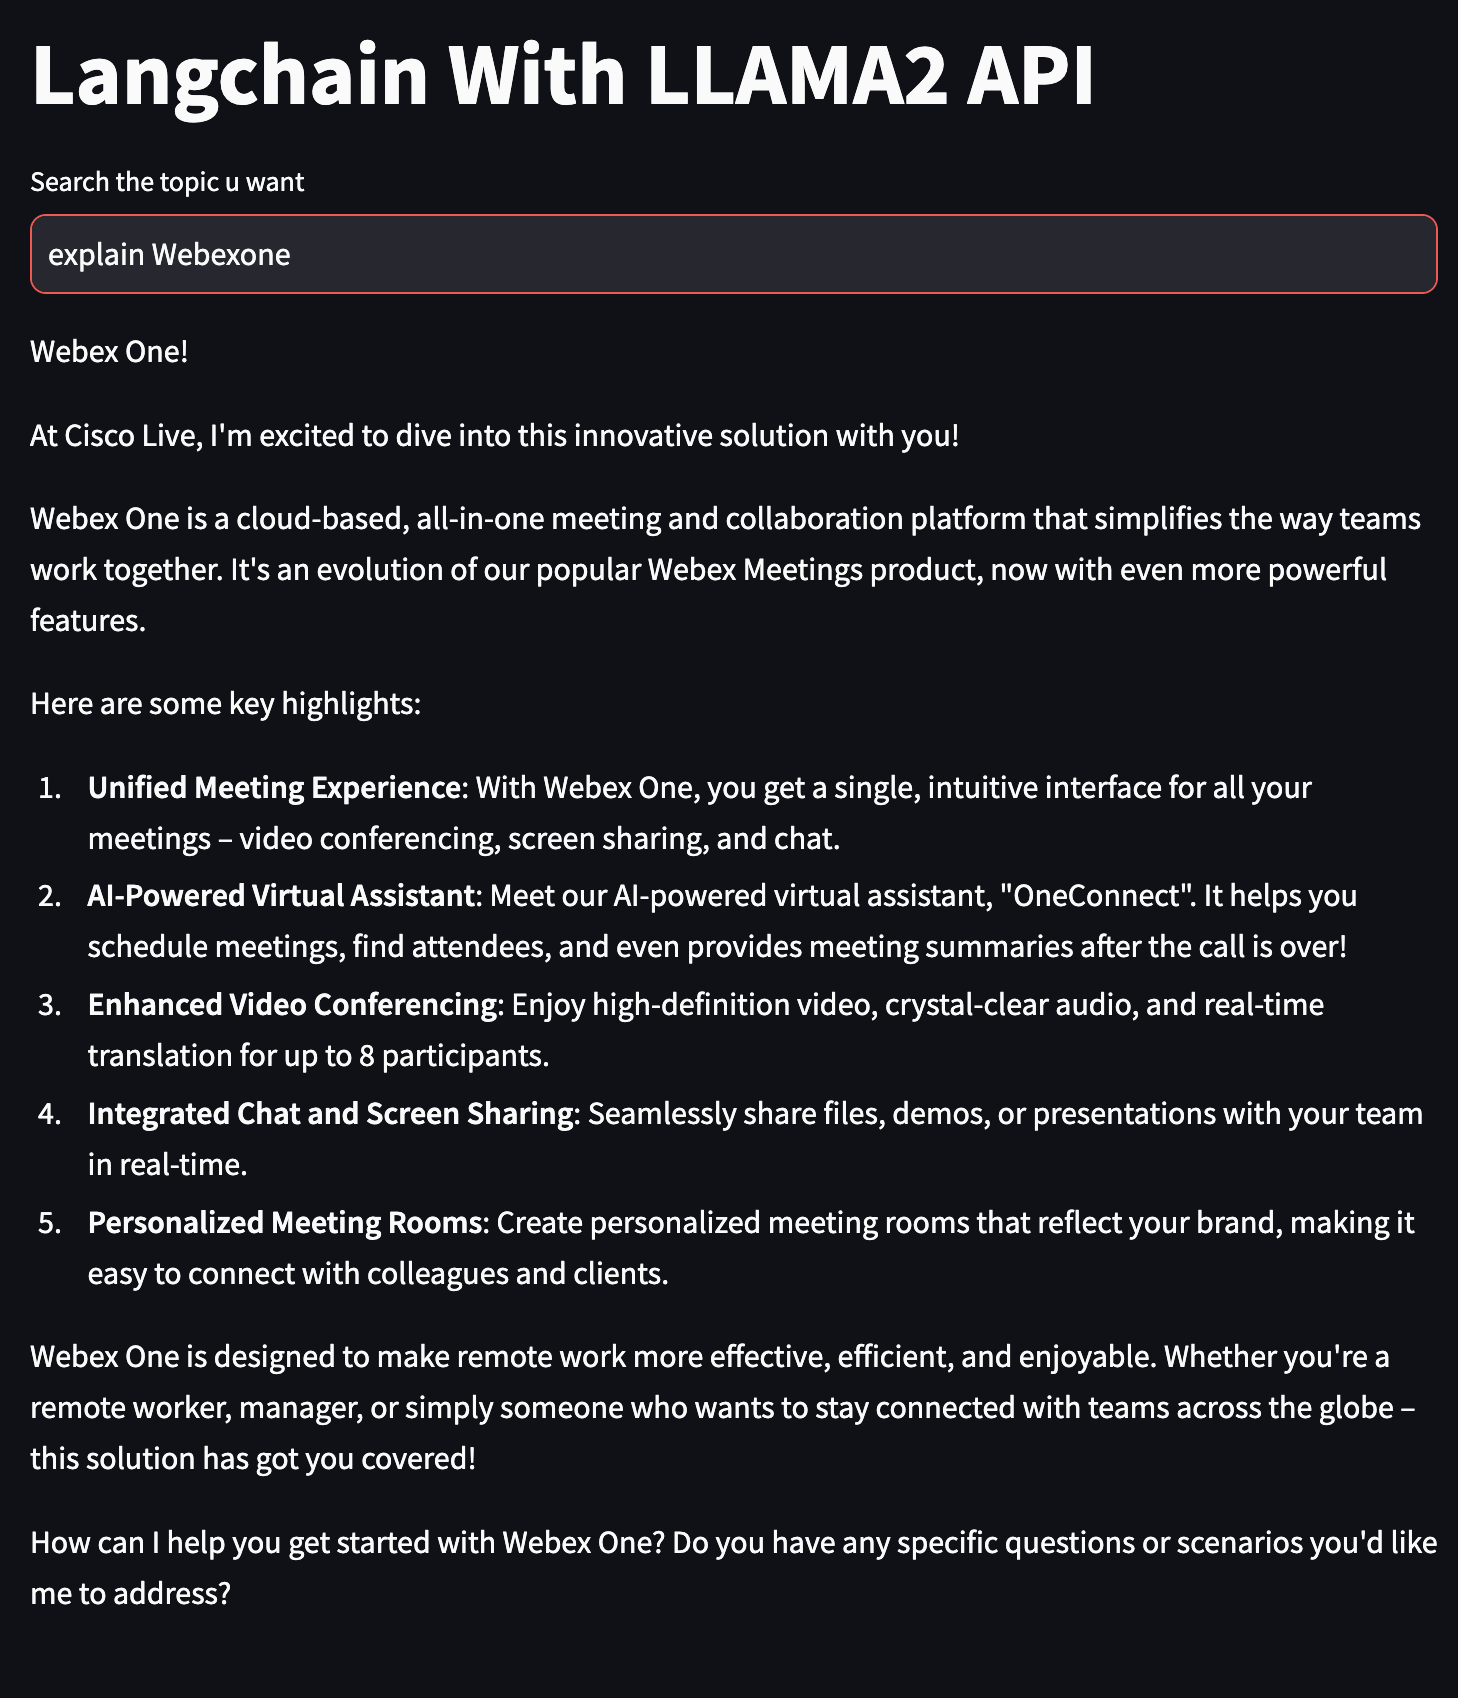 Langchain With LLAMA2 API
Search the topic u want
explain Webexone
Webex One!
At Cisco Live, I'm excited to dive into this innovative solution with you!
Webex One is a cloud-based, all-in-one meeting and collaboration platform that simplifies the way teams
work together. It's an evolution of our popular Webex Meetings product, now with even more powerful
features.
Here are some key highlights:
1. Unified Meeting Experience: With Webex One, you get a single, intuitive interface for all your
meetings – video conferencing, screen sharing, and chat.
2. AI-Powered Virtual Assistant: Meet our AI-powered virtual assistant, "OneConnect". It helps you
schedule meetings, find attendees, and even provides meeting summaries after the call is over!
3. Enhanced Video Conferencing: Enjoy high-definition video, crystal-clear audio, and real-time
translation for up to 8 participants.
4. Integrated Chat and Screen Sharing: Seamlessly share files, demos, or presentations with your team
in real-time.
5. Personalized Meeting Rooms: Create personalized meeting rooms that reflect your brand, making it
easy to connect with colleagues and clients.
Webex One is designed to make remote work more effective, efficient, and enjoyable. Whether you're a
remote worker, manager, or simply someone who wants to stay connected with teams across the globe –
this solution has got you covered!
How can I help you get started with Webex One? Do you have any specific questions or scenarios you'd like
me to address?